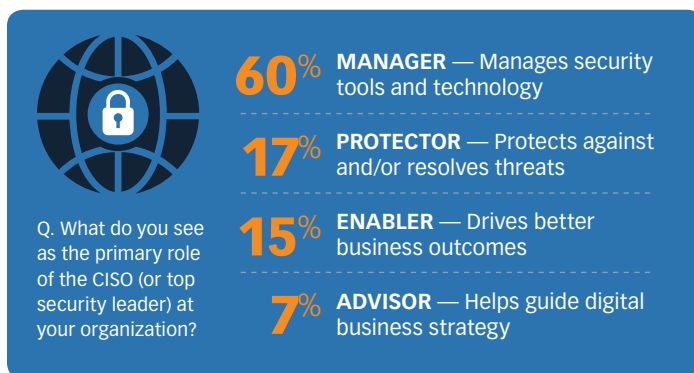 60% MANAGER — Manages security
tools and technology
17% PROTECTOR — Protects against
and/or resolves threats
15% ENABLER — Drives better
business outcomes
7% ADVISOR — Helps guide digital
business strategy
Q. What do you see
as the primary role
of the CISO (or top
security leader) at
your organization?